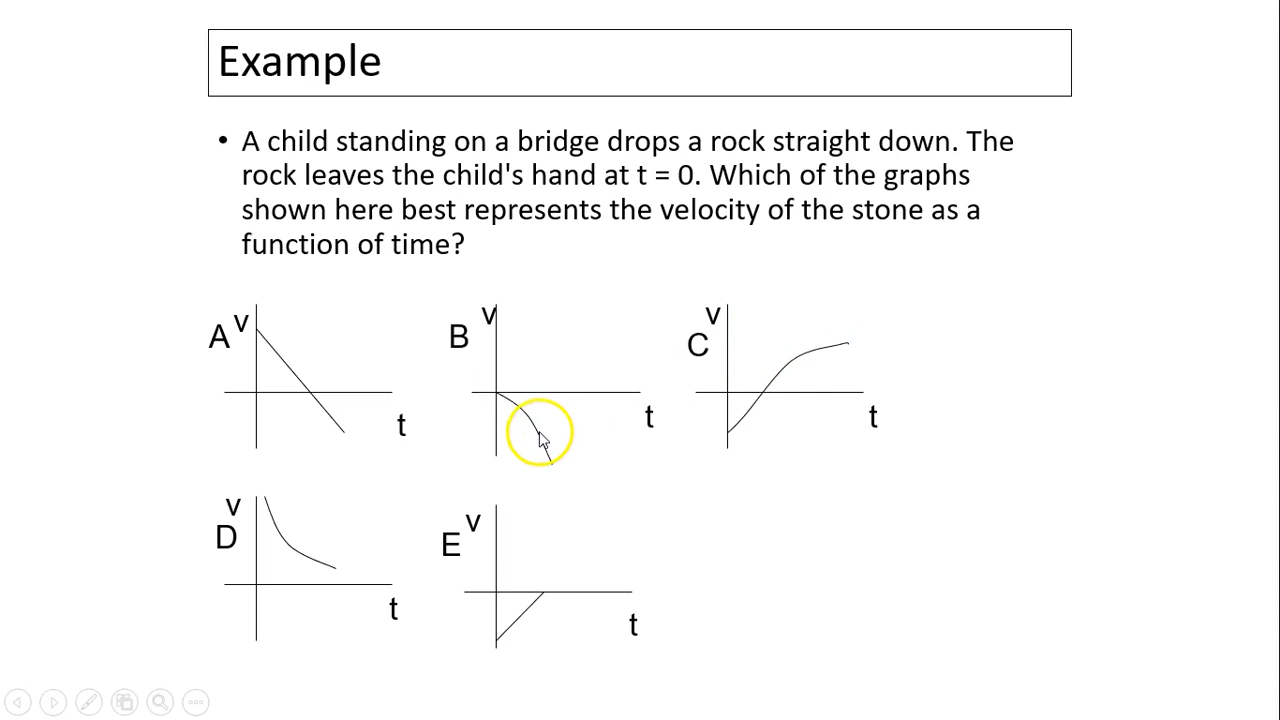 Example
• A child standing on a bridge drops a rock straight down. The
rock leaves the child's hand at t = 0. Which of the graphs
shown here best represents the velocity of the stone as a
function of time?
A v
t
B v
t
C v
t
D v
t
E v
t